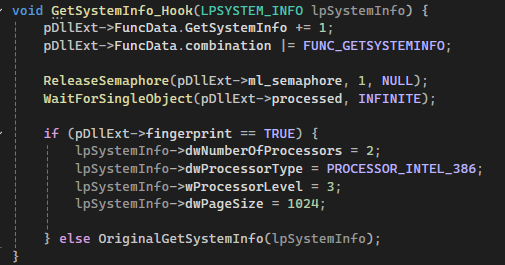 void GetSystemInfo_Hook(LPSYSTEM_INFO lpSystemInfo) {
    pDllExt->FuncData.GetSystemInfo += 1;
    pDllExt->FuncData.combination |= FUNC_GETSYSTEMINFO;

    ReleaseSemaphore(pDllExt->ml_semaphore, 1, NULL);
    WaitForSingleObject(pDllExt->processed, INFINITE);

    if (pDllExt->fingerprint == TRUE) {
        lpSystemInfo->dwNumberOfProcessors = 2;
        lpSystemInfo->dwProcessorType = PROCESSOR_INTEL_386;
        lpSystemInfo->wProcessorLevel = 3;
        lpSystemInfo->dwPageSize = 1024;

    } else OriginalGetSystemInfo(lpSystemInfo);
}